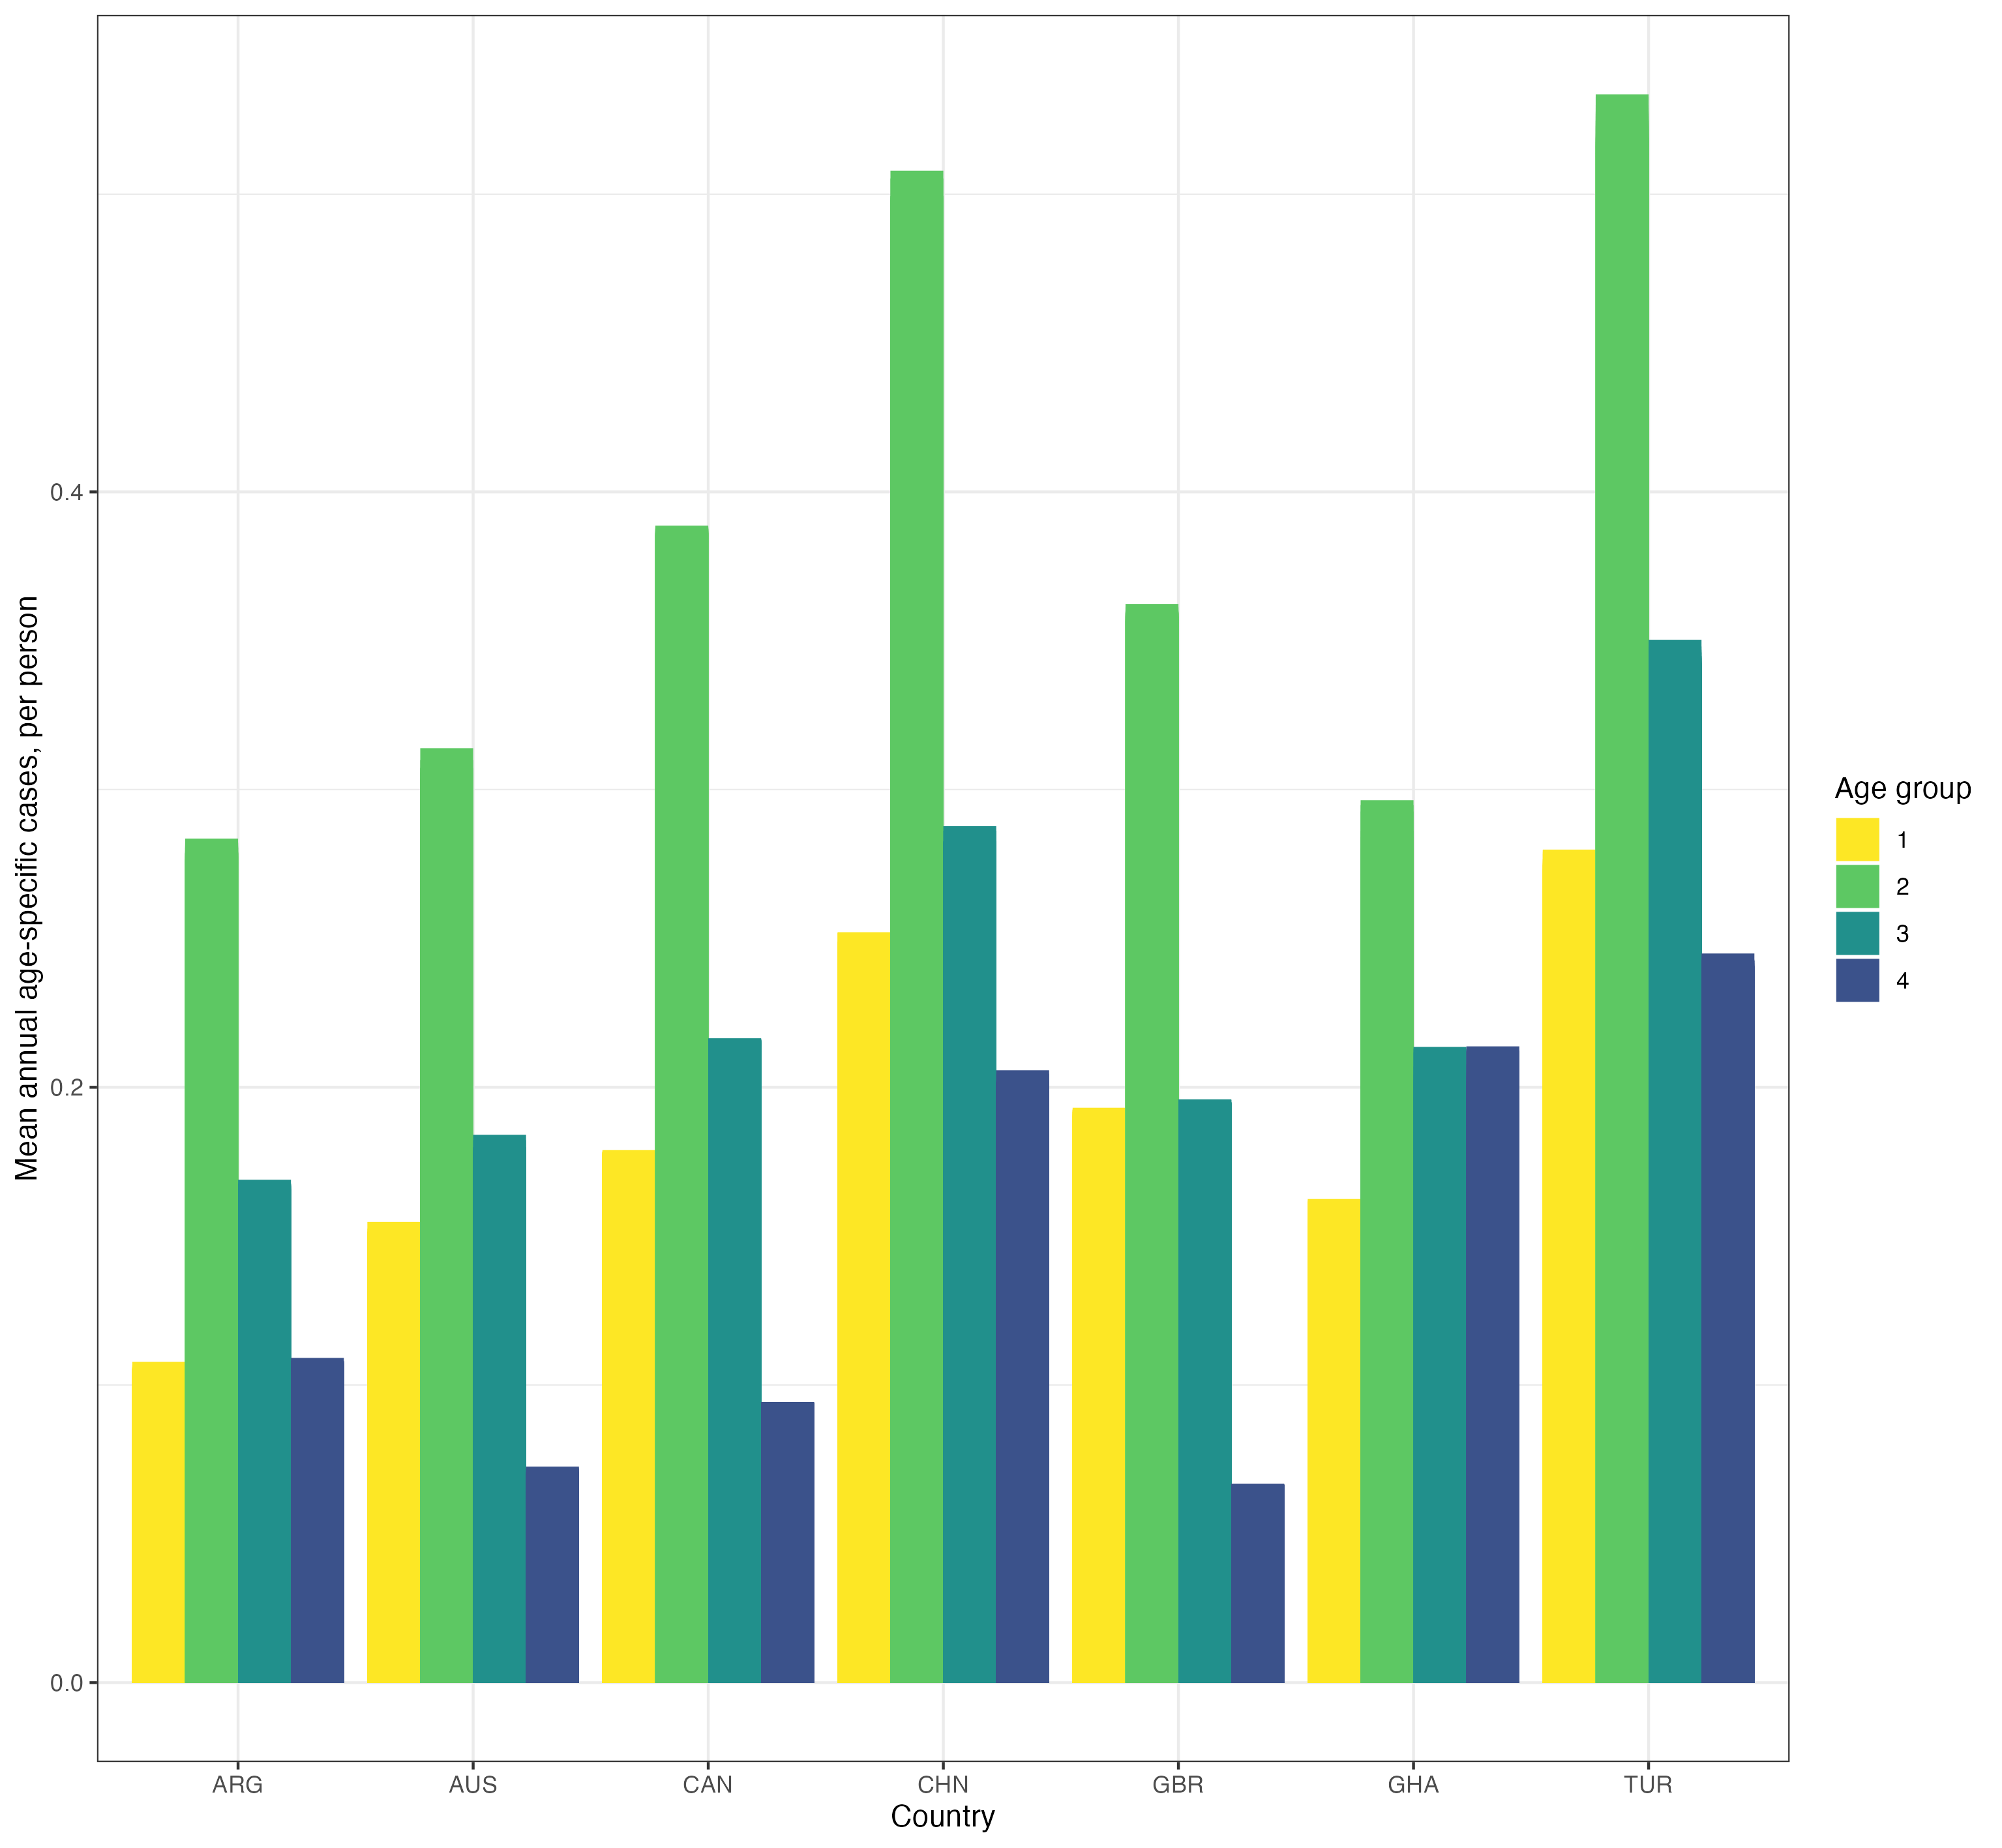 Mean annual age-specific cases, per person
0.4
0.2
0.0
ARG AUS CAN CHN GBR GHA TUR
Country
Age group
1
2
3
4